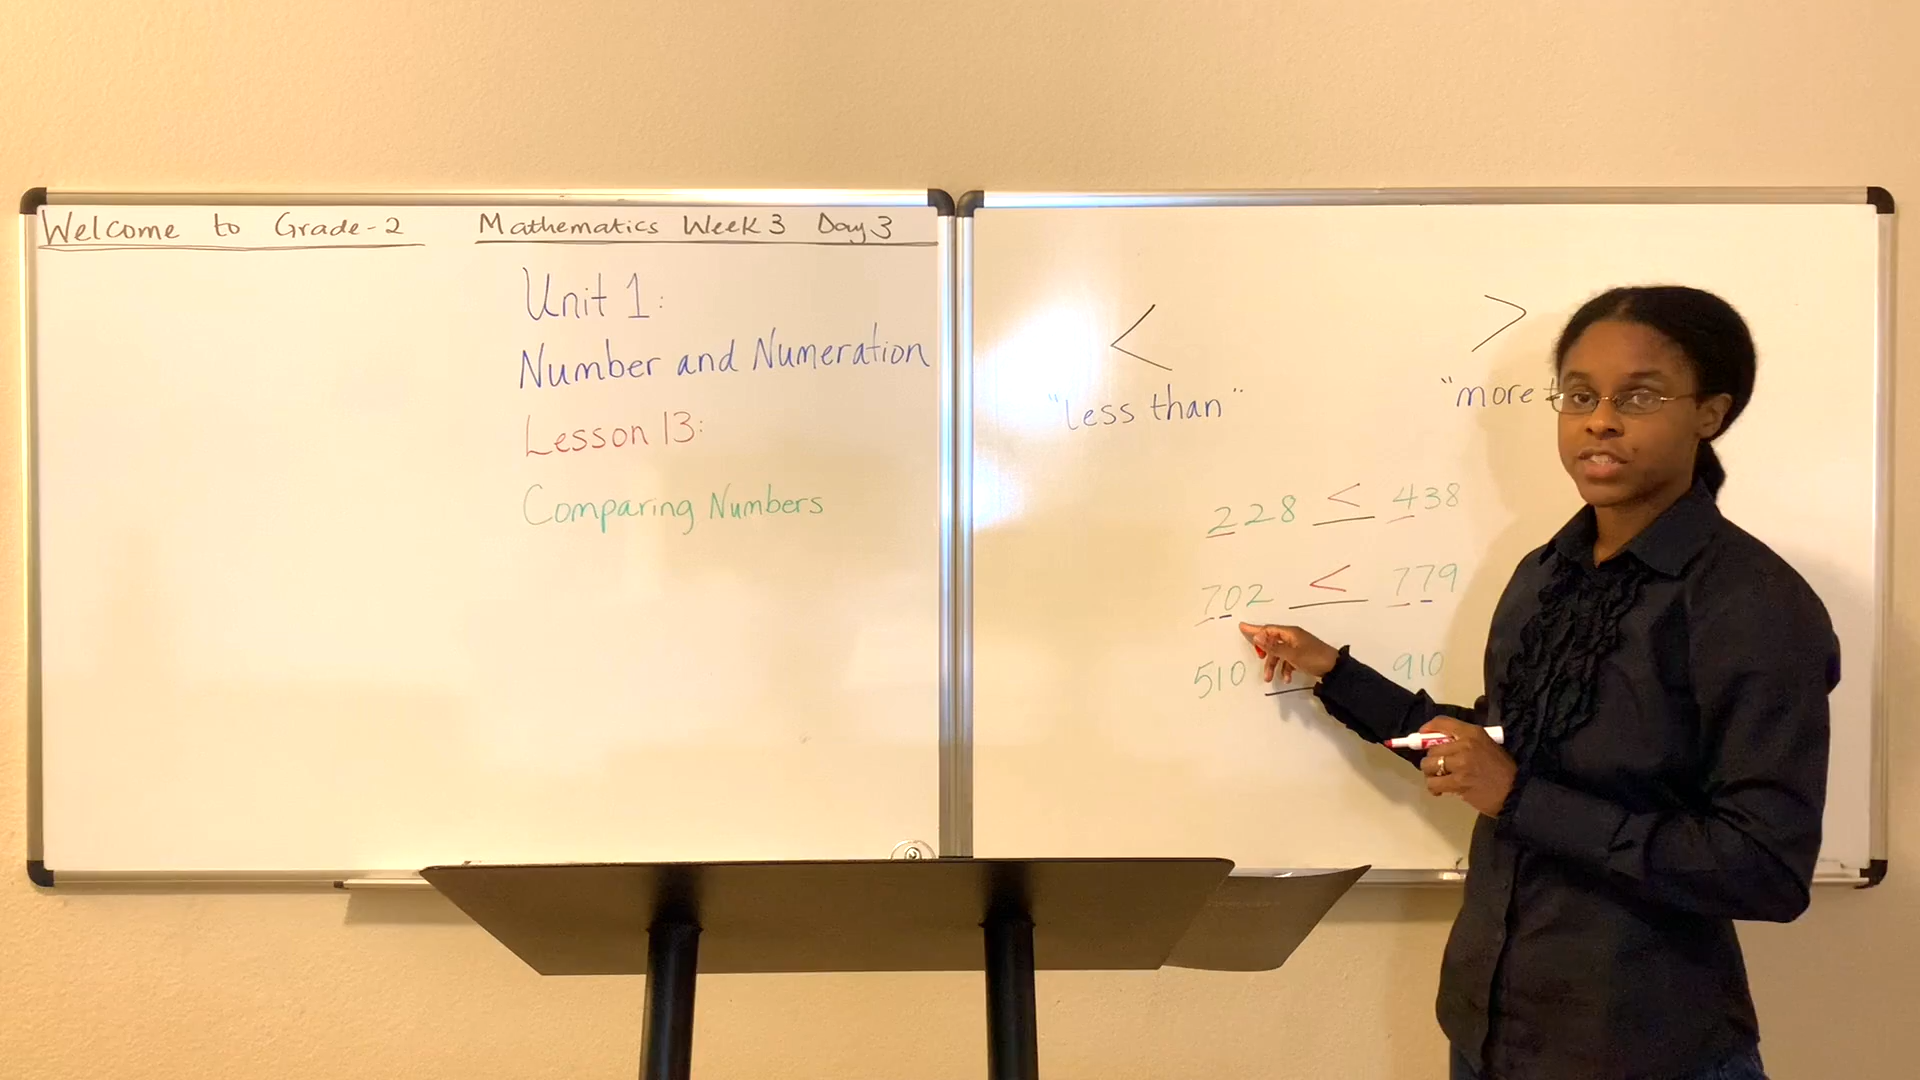 Welcome to Grade-2 Mathematics Week 3 Day 3
Unit 1:
Number and Numeration
Lesson 13:
Comparing Numbers
< >
"less than" "more
228 < 438
702 < 779
510 910